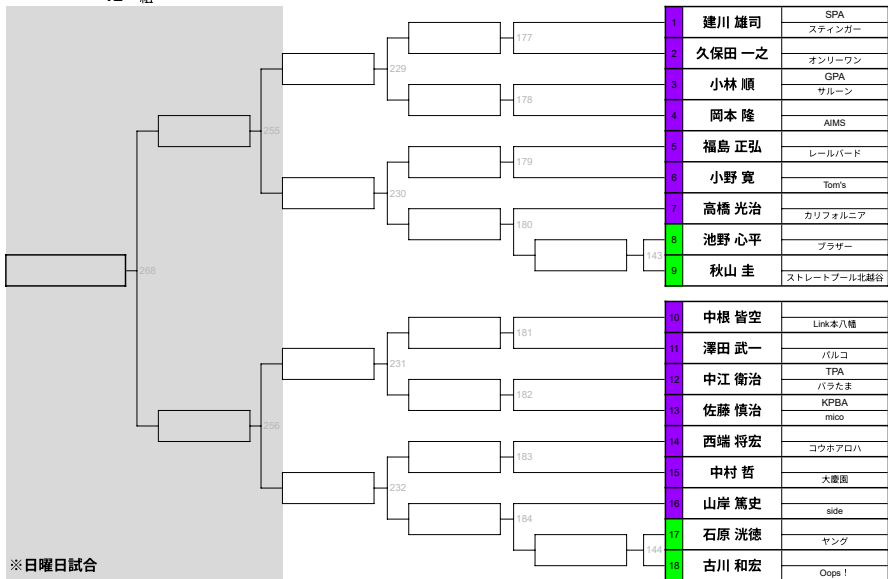 1 建川 雄司 SPA
スティンガー
177
2 久保田 一之 オンリーワン
229
3 小林 順 GPA
サルーン
178
4 岡本 隆 AIMS
255
5 福島 正弘 レールバード
179
6 小野 寛 Tom's
230
7 高橋 光治 カリフォルニア
180
8 池野 心平 ブラザー
143
9 秋山 圭 ストレートプール北越谷
268
10 中根 皆空 Link本八幡
181
11 澤田 武一 パルコ
231
12 中江 衛治 TPA
バラたま
182
13 佐藤 慎治 KPBA
mico
256
14 西端 将宏 コウホアロハ
183
15 中村 哲 大慶園
232
16 山岸 篤史 side
184
17 石原 洸徳 ヤング
144
18 古川 和宏 Oops！
※日曜日試合